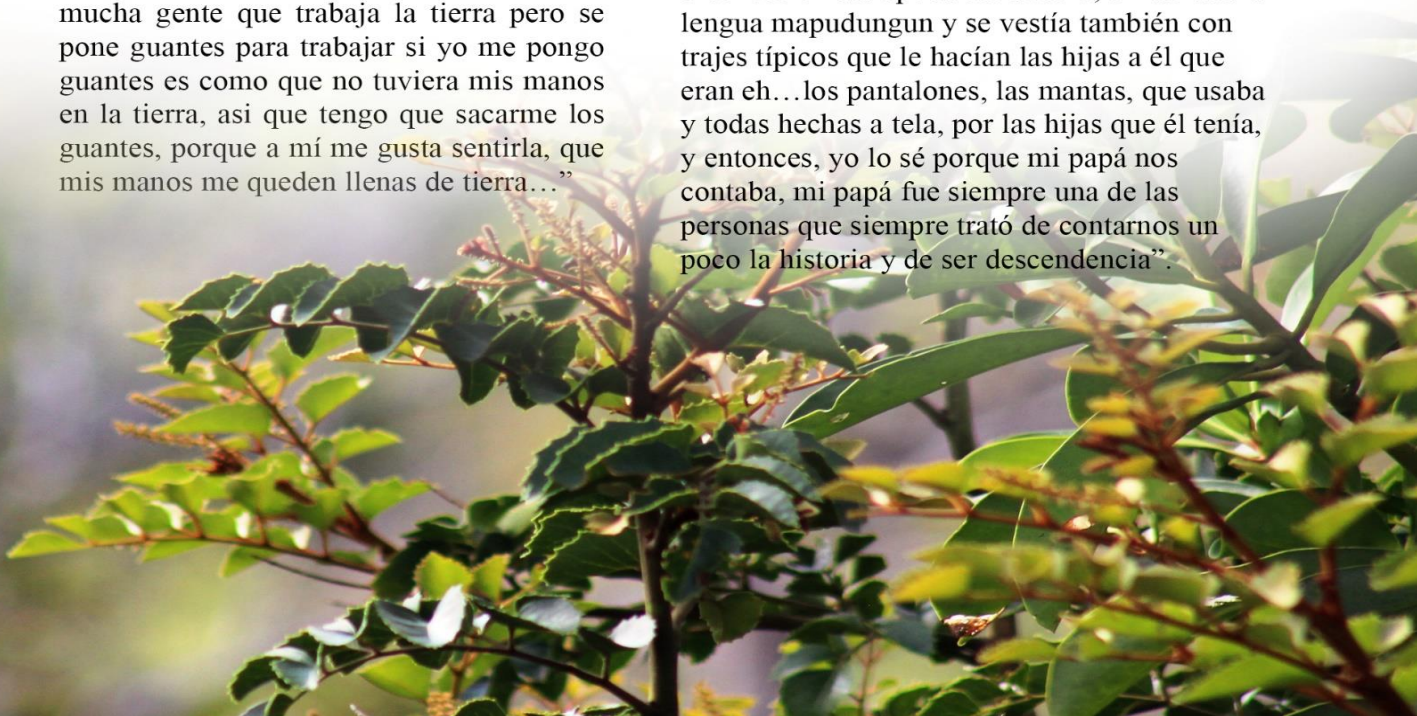 mucha gente que trabaja la tierra pero se
pone guantes para trabajar si yo me pongo
guantes es como que no tuviera mis manos
en la tierra, asi que tengo que sacarme los
guantes, porque a mí me gusta sentirla, que
mis manos me queden llenas de tierra…”
lengua mapudungun y se vestía también con
trajes típicos que le hacían las hijas a él que
eran eh…los pantalones, las mantas, que usaba
y todas hechas a tela, por las hijas que él tenía,
y entonces, yo lo sé porque mi papá nos
contaba, mi papá fue siempre una de las
personas que siempre trató de contarnos un
poco la historia y de ser descendencia”.